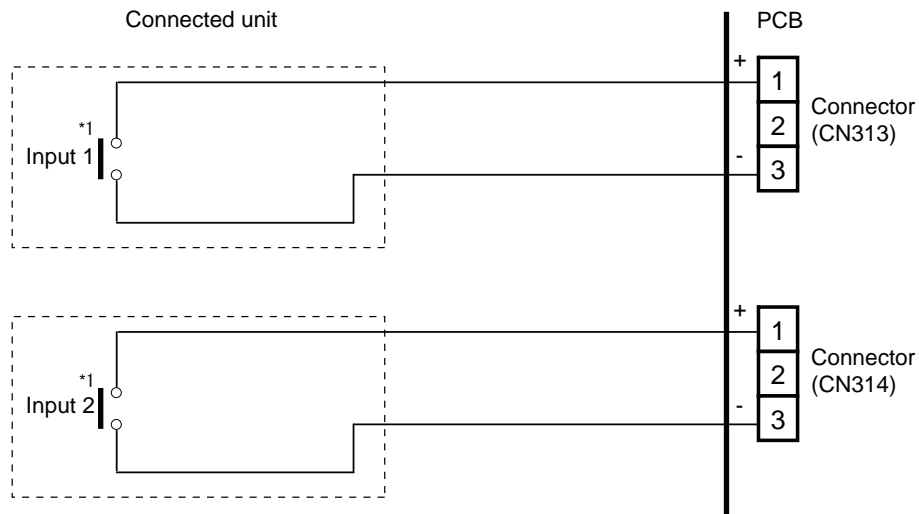 Connected unit
PCB
+
1
2
-
3
Connector
(CN313)
*1
Input 1
+
1
2
-
3
Connector
(CN314)
*1
Input 2